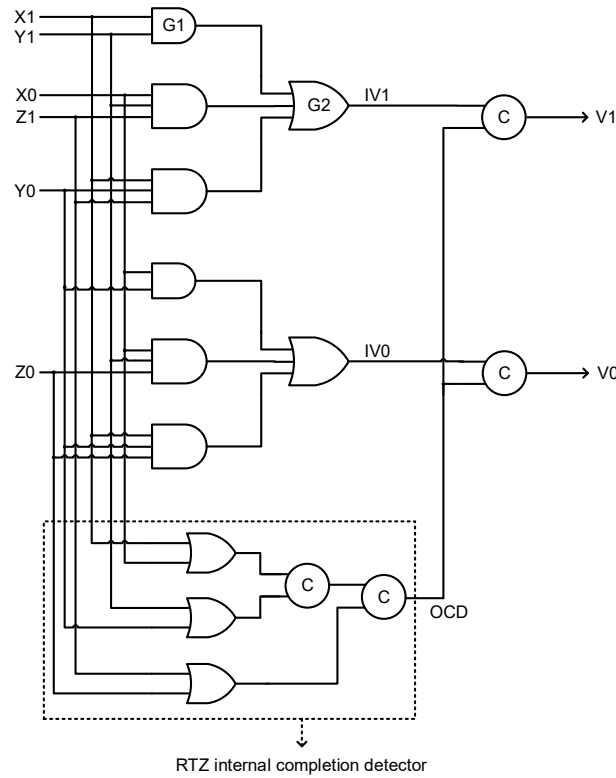 X1
Y1
G1
X0
Z1
G2
IV1
C
V1
Y0
Z0
IV0
C
V0
C
C
OCD
RTZ internal completion detector